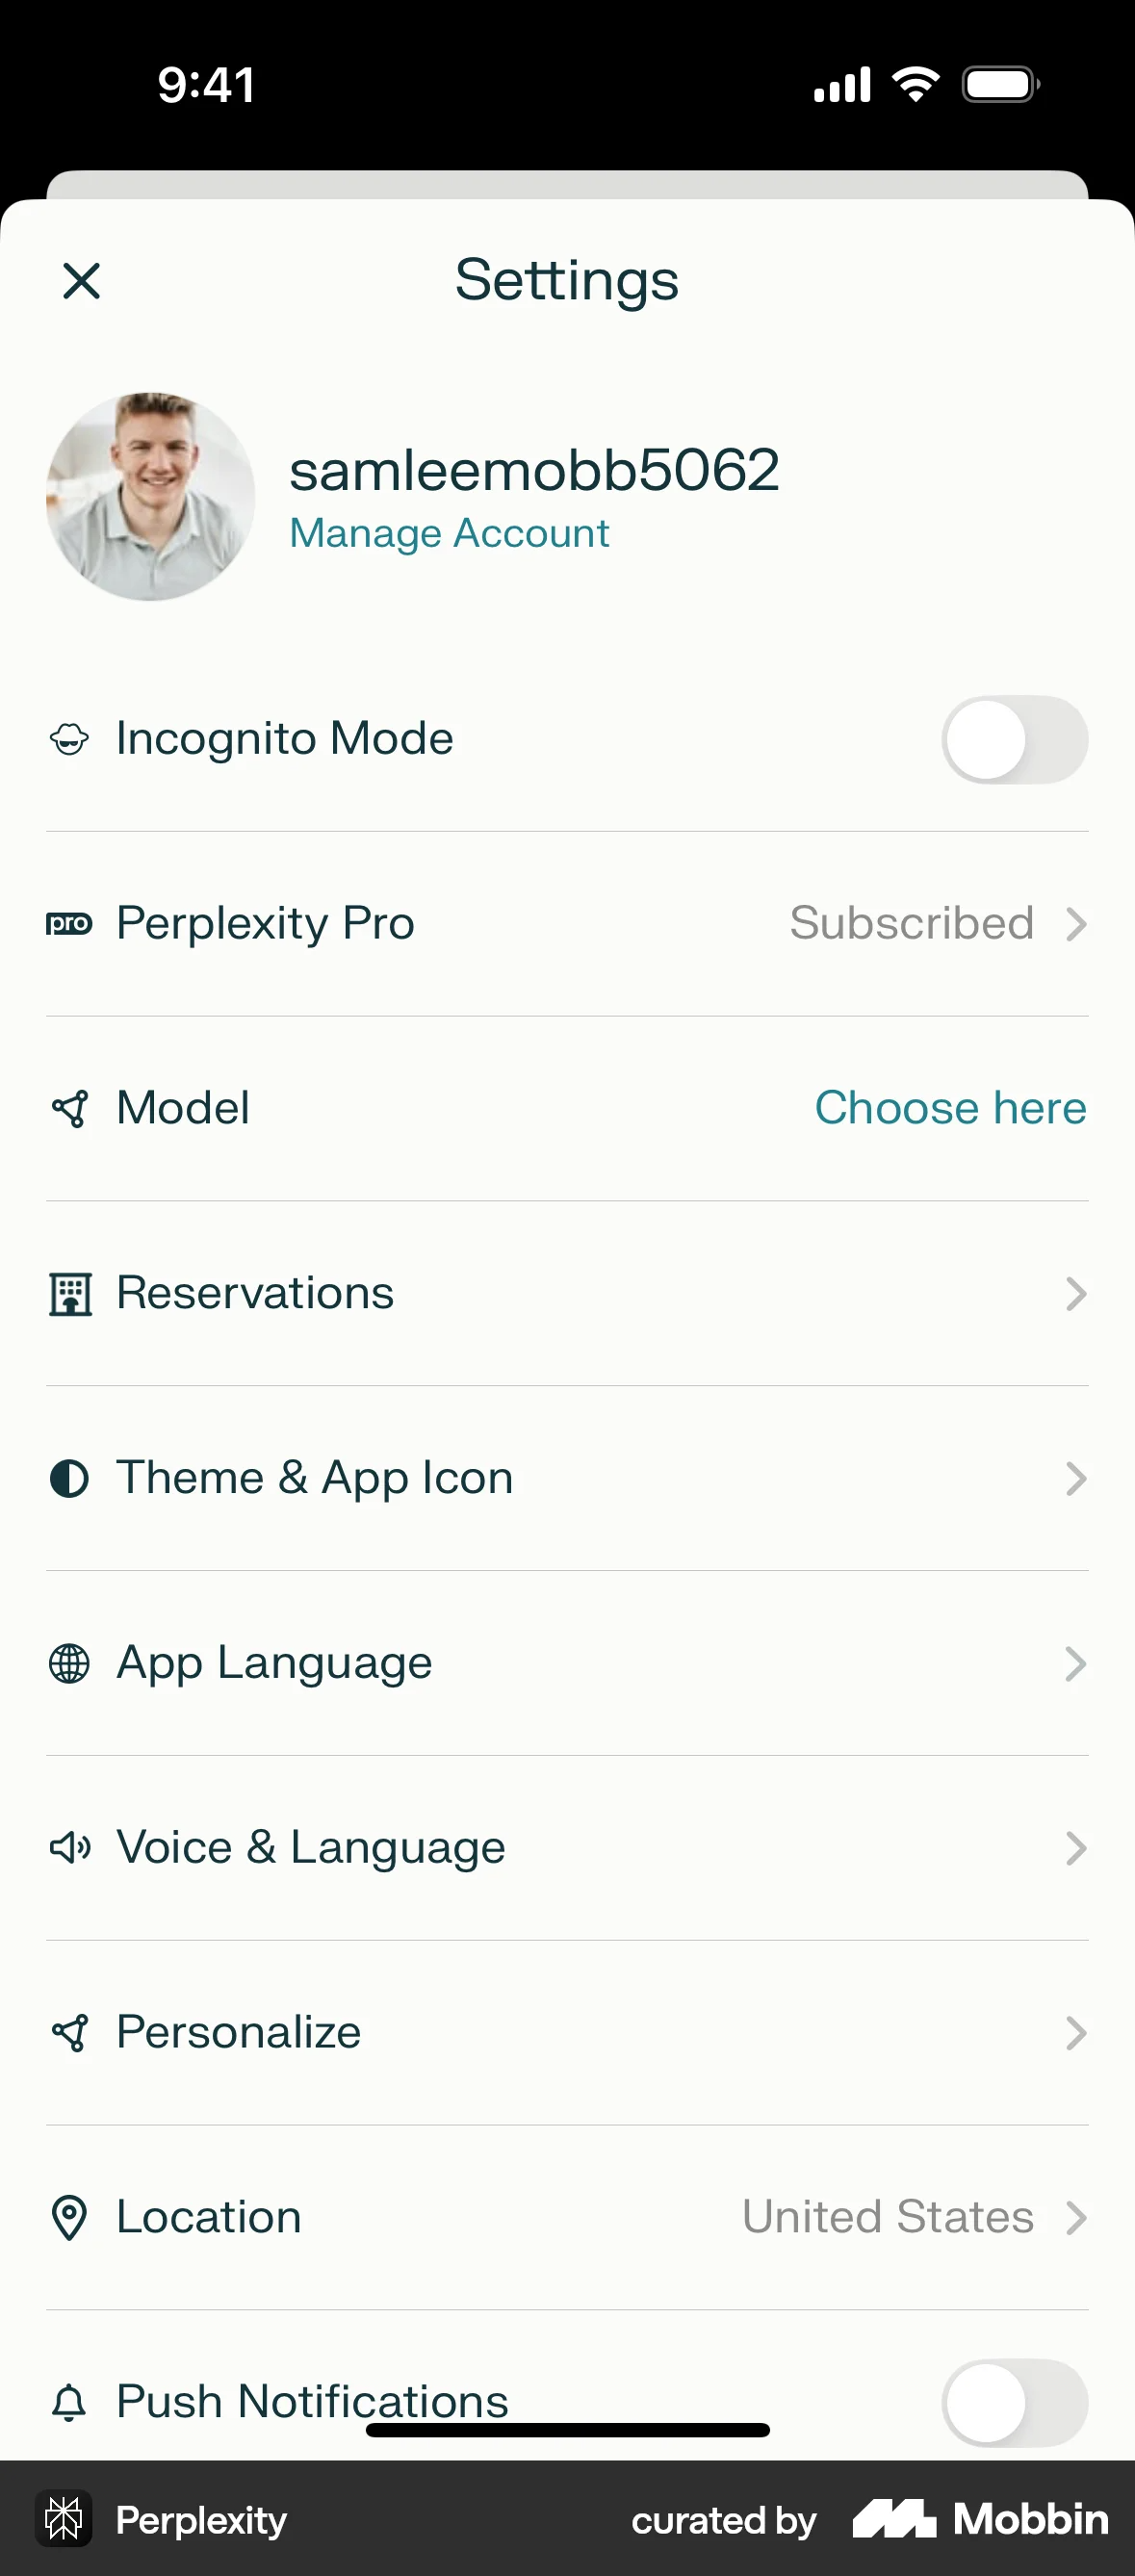 9:41
Settings
samleemobb5062
Manage Account
Incognito Mode
pro Perplexity Pro Subscribed
Model Choose here
Reservations
Theme & App Icon
App Language
Voice & Language
Personalize
Location United States
Push Notifications
Perplexity curated by Mobbin